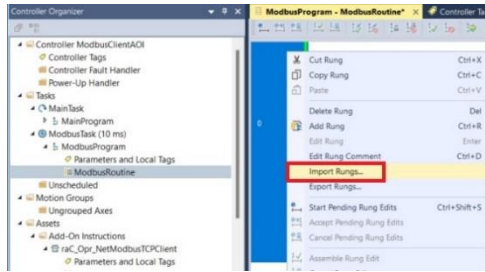 Controller Organizer
Controller ModbusClientAOI
Controller Tags
Controller Fault Handler
Power-Up Handler
Tasks
MainTask
MainProgram
ModbusTask (10 ms)
ModbusProgram
Parameters and Local Tags
ModbusRoutine
Unscheduled
Motion Groups
Ungrouped Axes
Assets
Add-On Instructions
raC_Opr_NetModbusTCPClient
Parameters and Local Tags
ModbusProgram - ModbusRoutine* × Controller Ta
0
Cut Rung Ctrl+X
Copy Rung Ctrl+C
Paste Ctrl+V
Delete Rung Del
Add Rung Ctrl+R
Edit Rung Enter
Edit Rung Comment Ctrl+D
Import Rungs...
Export Rungs...
Start Pending Rung Edits Ctrl+Shift+S
Accept Pending Rung Edits
Cancel Pending Rung Edits
Assemble Rung Edit